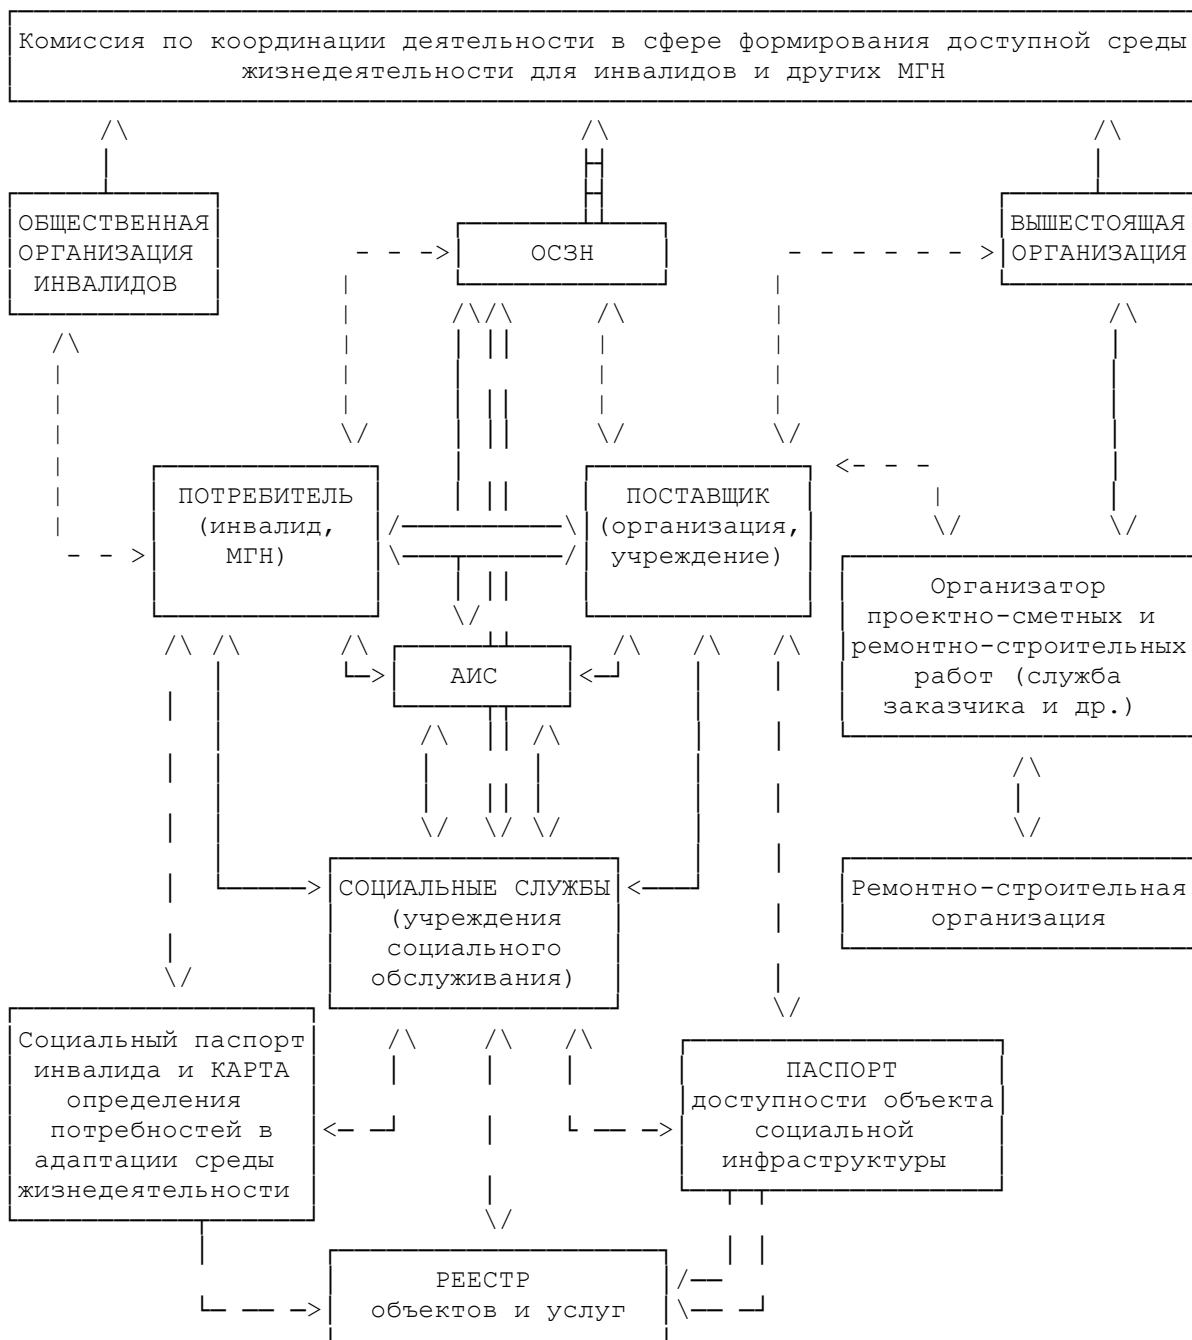 Комиссия по координации деятельности в сфере формирования доступной среды
жизнедеятельности для инвалидов и других МГН
ОБЩЕСТВЕННАЯ
ОРГАНИЗАЦИЯ
ИНВАЛИДОВ
ОСЗН
ВЫШЕСТОЯЩАЯ
ОРГАНИЗАЦИЯ
ПОТРЕБИТЕЛЬ
(инвалид,
МГН)
ПОСТАВЩИК
(организация,
учреждение)
Организатор
проектно-сметных и
ремонтно-строительных
работ (служба
заказчика и др.)
АИС
СОЦИАЛЬНЫЕ СЛУЖБЫ
(учреждения
социального
обслуживания)
Ремонтно-строительная
организация
Социальный паспорт
инвалида и КАРТА
определения
потребностей в
адаптации среды
жизнедеятельности
ПАСПОРТ
доступности объекта
социальной
инфраструктуры
РЕЕСТР
объектов и услуг